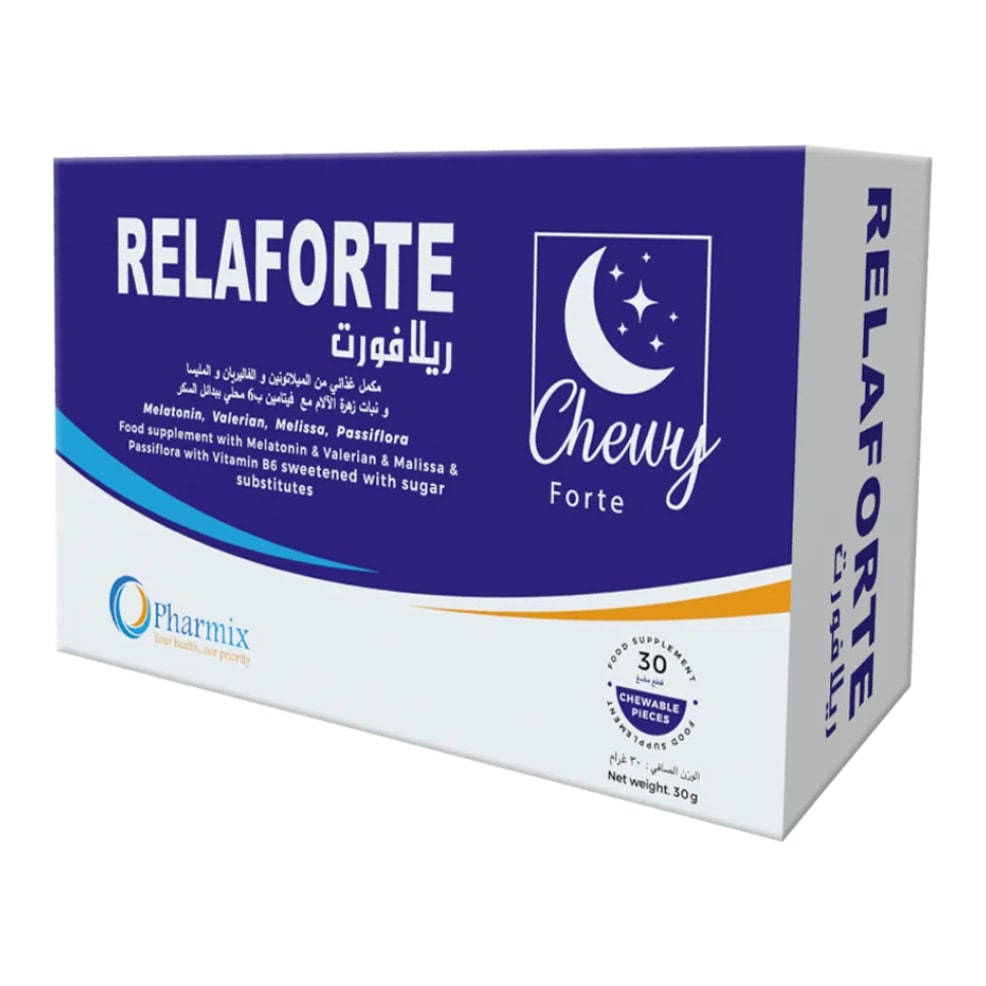 RELAFORTE
ريلافورت
مكمل غذائي من الميلاتونين و الفاليريان و المليسا
و نبات زهرة الآلام مع فيتامين ب6 محلي ببدائل السكر
Melatonin, Valerian, Melissa, Passiflora
Food supplement with Melatonin & Valerian & Malissa &
Passiflora with Vitamin B6 sweetened with sugar
substitutes
Chewy
Forte
Pharmix
Your health, our priority
FOOD SUPPLEMENT
30
قطع مضغ
CHEWABLE
PIECES
FOOD SUPPLEMENT
الوزن الصافي: ٣٠ غرام
Net weight. 30g
RELAFORTE
ريلافورت